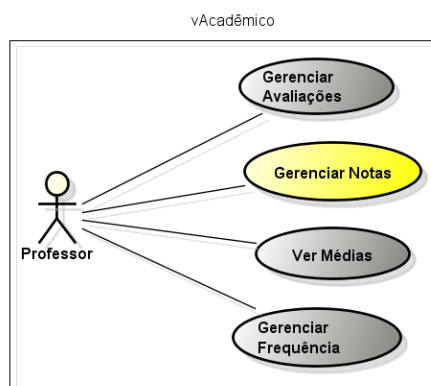 vAcadêmico
Gerenciar
Avaliações
Gerenciar Notas
Professor
Ver Médias
Gerenciar
Frequência